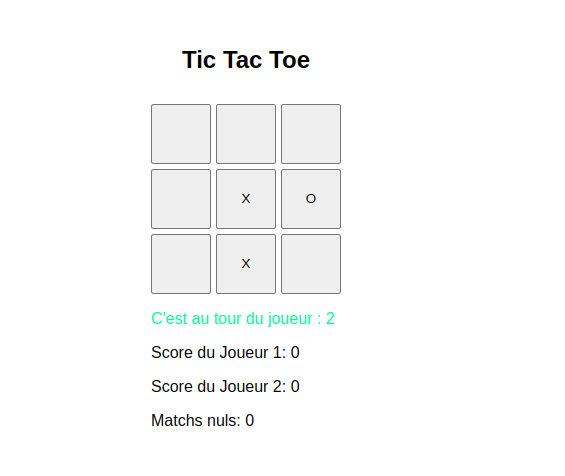 Tic Tac Toe
X O
X
C'est au tour du joueur : 2
Score du Joueur 1: 0
Score du Joueur 2: 0
Matchs nuls: 0